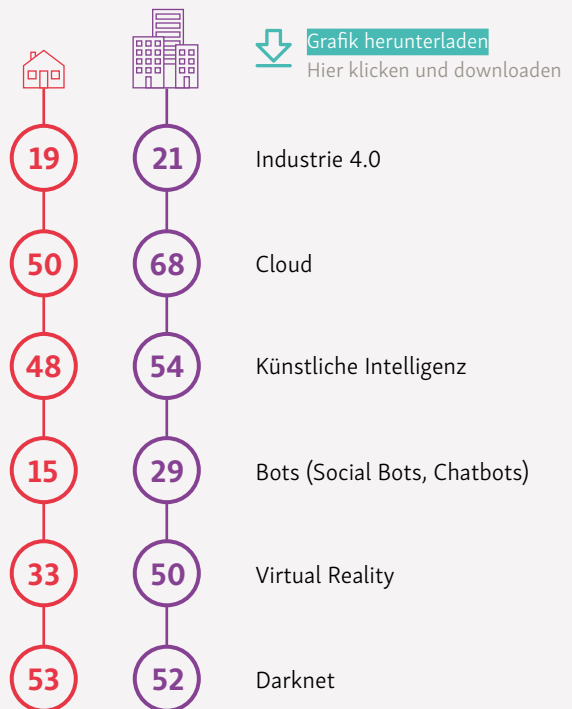 Grafik herunterladen
Hier klicken und downloaden
19 21 Industrie 4.0
50 68 Cloud
48 54 Künstliche Intelligenz
15 29 Bots (Social Bots, Chatbots)
33 50 Virtual Reality
53 52 Darknet